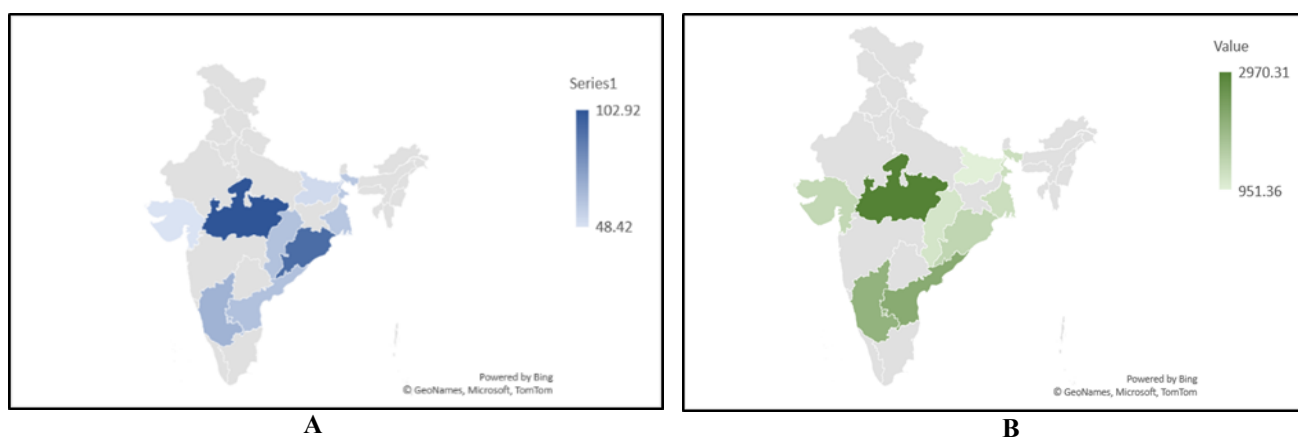 Series1
102.92
48.42
Powered by Bing
© GeoNames, Microsoft, TomTom
A
Value
2970.31
951.36
Powered by Bing
© GeoNames, Microsoft, TomTom
B